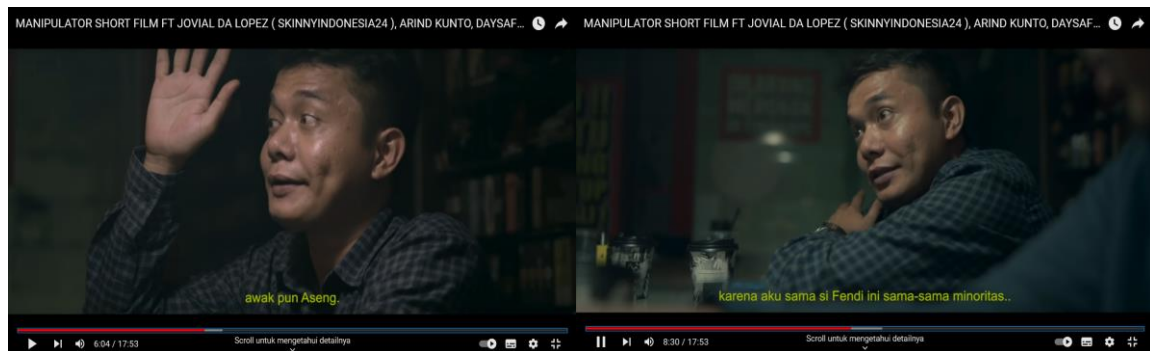 MANIPULATOR SHORT FILM FT JOVIAL DA LOPEZ ( SKINNYINDONESIA24 ), ARIND KUNTO, DAYSAF...
awak pun Aseng.
6:04 / 17:53
Scroll untuk mengetahui detailnya
MANIPULATOR SHORT FILM FT JOVIAL DA LOPEZ ( SKINNYINDONESIA24 ), ARIND KUNTO, DAYSAF...
karena aku sama si Fendi ini sama-sama minoritas..
8:30 / 17:53
Scroll untuk mengetahui detailnya